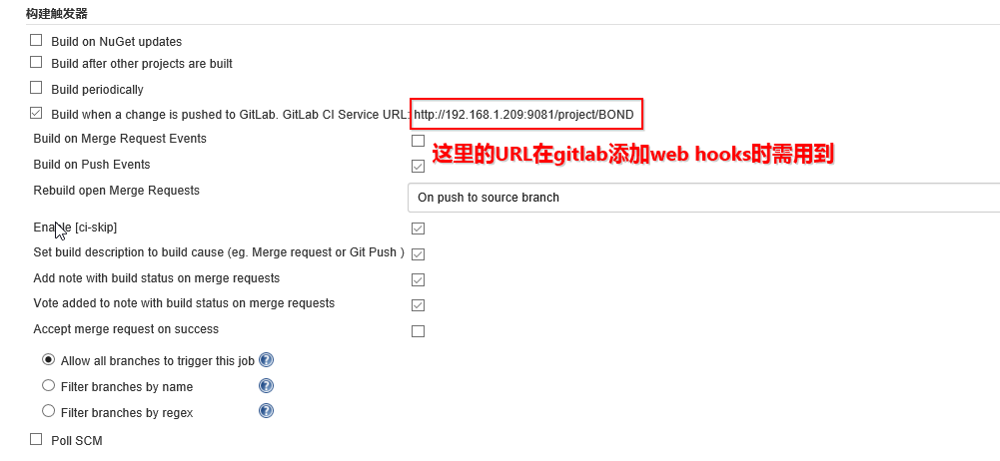 构建触发器
Build on NuGet updates
Build after other projects are built
Build periodically
Build when a change is pushed to GitLab. GitLab CI Service URL: http://192.168.1.209:9081/project/BOND
Build on Merge Request Events
这里的URL在gitlab添加web hooks时需用到
Build on Push Events
Rebuild open Merge Requests
On push to source branch
Enable [ci-skip]
Set build description to build cause (eg. Merge request or Git Push )
Add note with build status on merge requests
Vote added to note with build status on merge requests
Accept merge request on success
Allow all branches to trigger this job
Filter branches by name
Filter branches by regex
Poll SCM